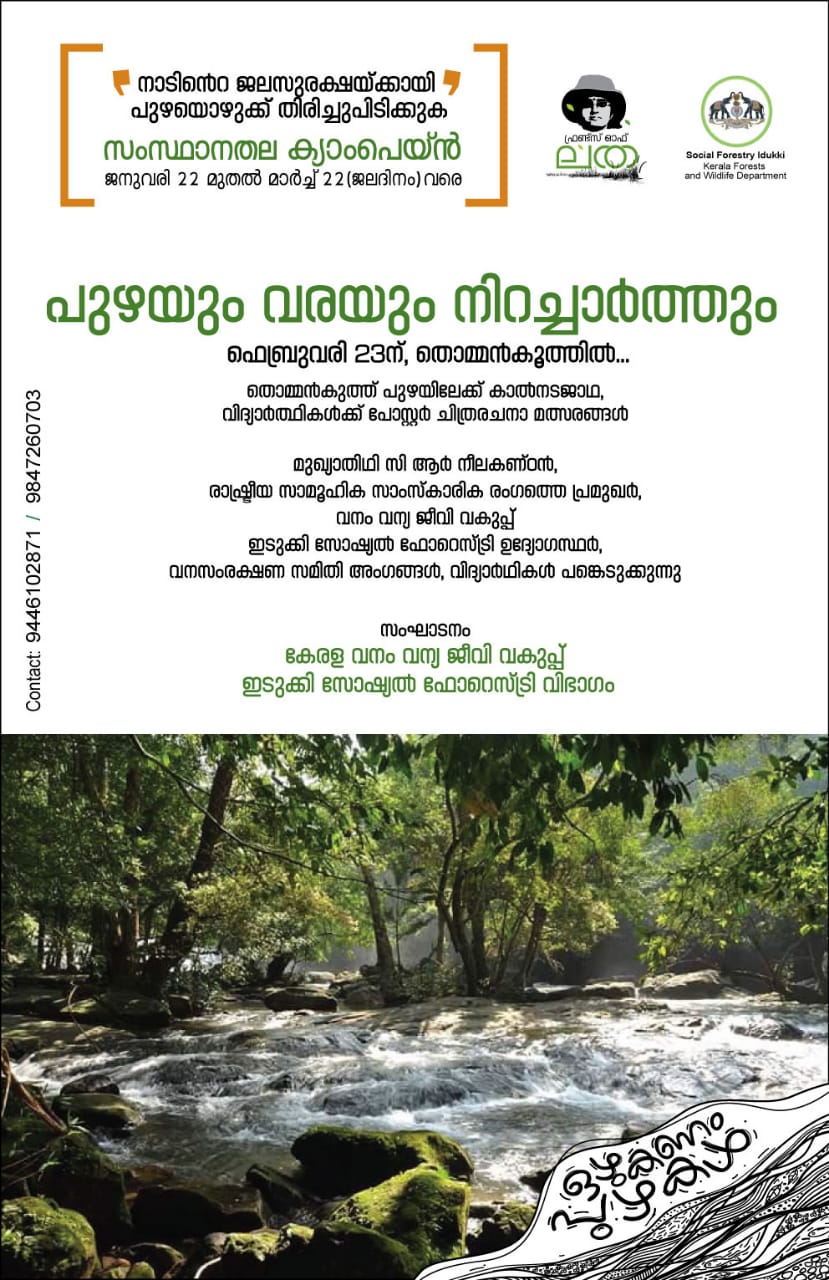 ❜ നാടിന്റെ ജലസുരക്ഷയ്ക്കായി ❜
പുഴയൊഴുക്ക് തിരിച്ചുപിടിക്കുക
സംസ്ഥാനതല ക്യാംപെയ്ൻ
ജനുവരി 22 മുതൽ മാർച്ച് 22(ജലദിനം)വരെ
ഫ്രണ്ട്സ് ഓഫ്
ലത
Social Forestry Idukki
Kerala Forests
and Wildlife Department
പുഴയും വരയും നിറച്ചാർത്തും
ഫെബ്രുവരി 23ന്, തൊമ്മൻകൂത്തിൽ...
തൊമ്മൻകുത്ത് പുഴയിലേക്ക് കാൽനടജാഥ,
വിദ്യാർത്ഥികൾക്ക് പോസ്റ്റർ ചിത്രരചനാ മത്സരങ്ങൾ
മുഖ്യാതിഥി സി ആർ നീലകണ്ഠൻ,
രാഷ്ട്രീയ സാമൂഹിക സാംസ്കാരിക രംഗത്തെ പ്രമുഖർ,
വനം വന്യ ജീവി വകുപ്പ്
ഇടുക്കി സോഷ്യൽ ഫോറെസ്ട്രി ഉദ്യോഗസ്ഥർ,
വനസംരക്ഷണ സമിതി അംഗങ്ങൾ, വിദ്യാർഥികൾ പങ്കെടുക്കുന്നു
സംഘാടനം
കേരള വനം വന്യ ജീവി വകുപ്പ്
ഇടുക്കി സോഷ്യൽ ഫോറെസ്ട്രി വിഭാഗം
Contact: 9446102871 / 9847260703
ഒഴുകണം
പുഴകൾ